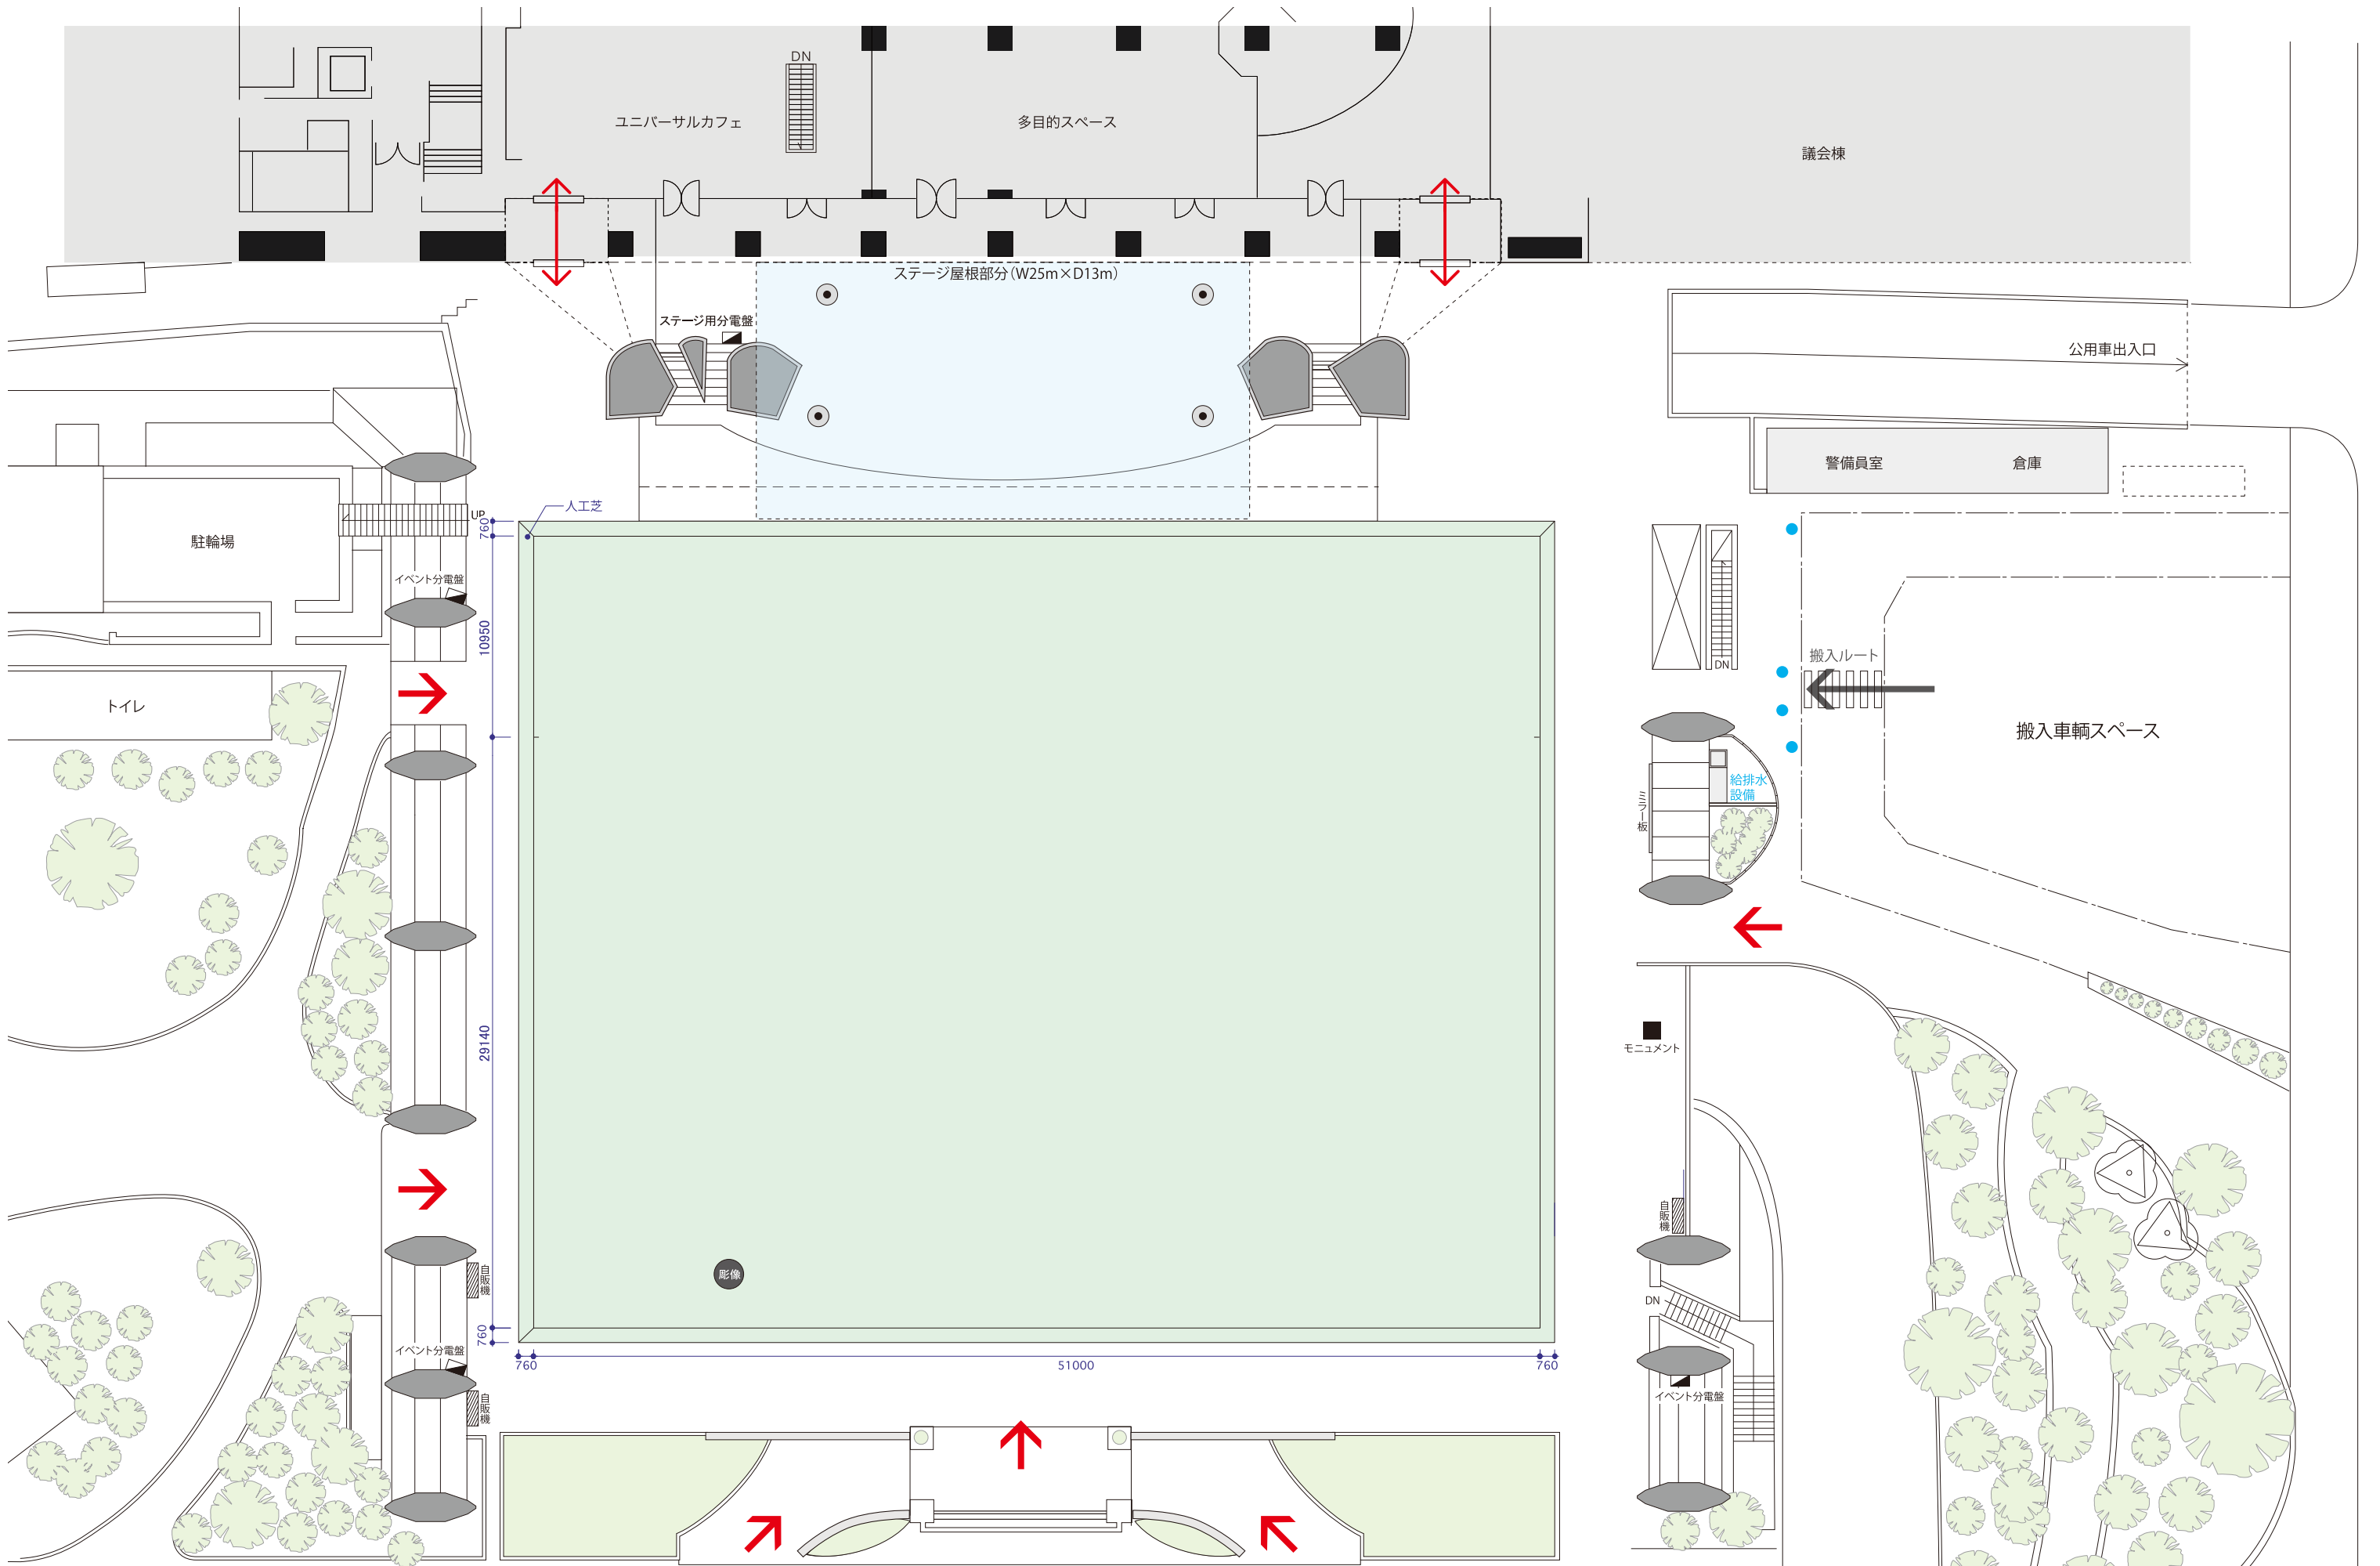 DN
ユニバーサルカフェ
多目的スペース
議会棟
ステージ屋根部分（W25m×D13m）
ステージ用分電盤
公用車出入口
警備員室
倉庫
人工芝
UP
760
駐輪場
イベント分電盤
10950
搬入ルート
DN
トイレ
搬入車輌スペース
給排水
設備
ミラー板
29140
モニュメント
自販機
彫像
自販機
DN
760
イベント分電盤
760
51000
760
自販機
イベント分電盤